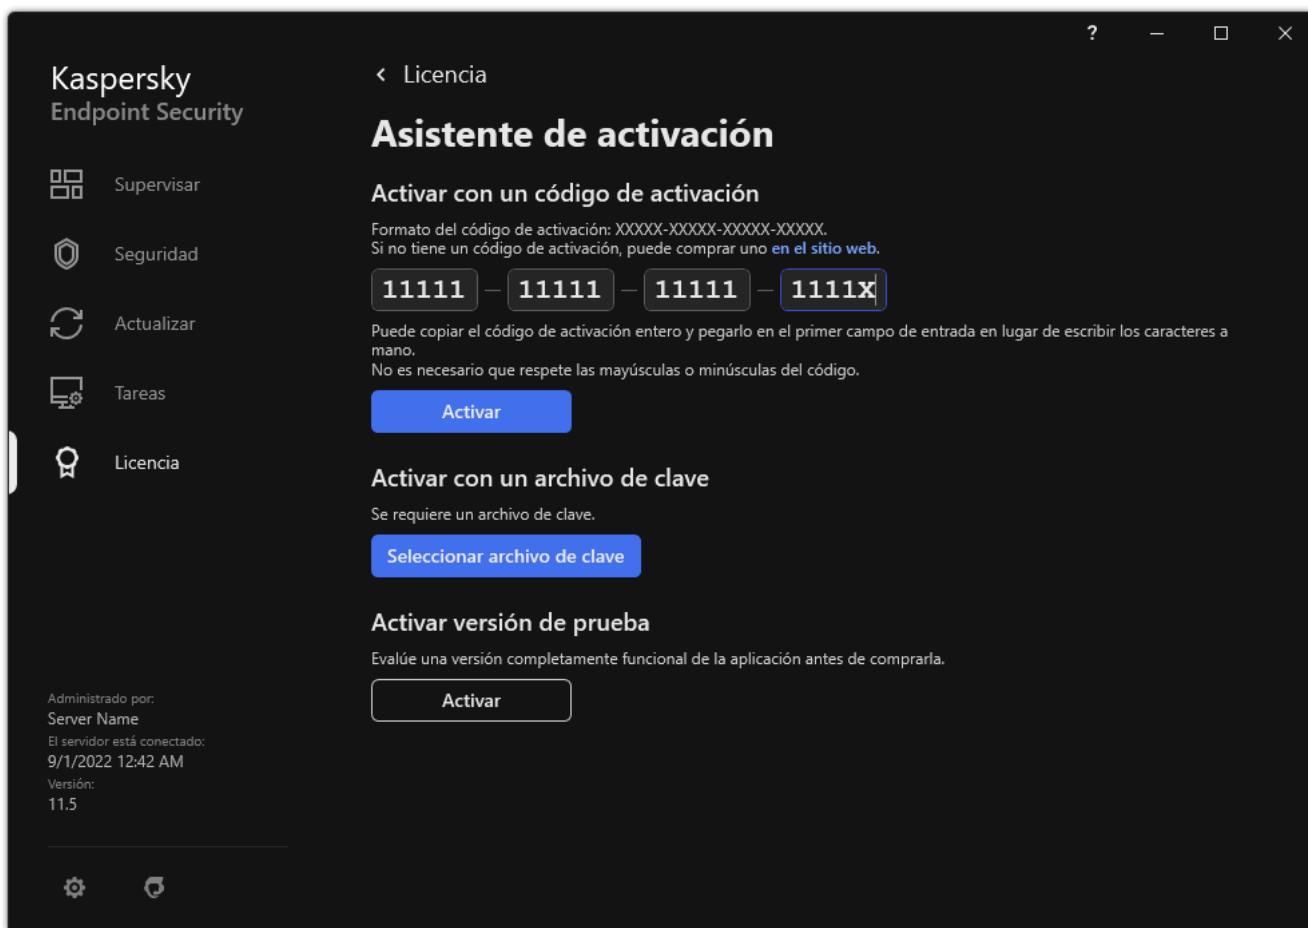 ?
Kaspersky
Endpoint Security
Supervisar
Seguridad
Actualizar
Tareas
Licencia
Administrado por:
Server Name
El servidor está conectado:
9/1/2022 12:42 AM
Versión:
11.5
Licencia
Asistente de activación
Activar con un código de activación
Formato del código de activación: XXXXX-XXXXX-XXXXX-XXXXX.
Si no tiene un código de activación, puede comprar uno en el sitio web.
11111 — 11111 — 11111 — 1111X
Puede copiar el código de activación entero y pegarlo en el primer campo de entrada en lugar de escribir los caracteres a
mano.
No es necesario que respete las mayúsculas o minúsculas del código.
Activar
Activar con un archivo de clave
Se requiere un archivo de clave.
Seleccionar archivo de clave
Activar versión de prueba
Evalúe una versión completamente funcional de la aplicación antes de comprarla.
Activar